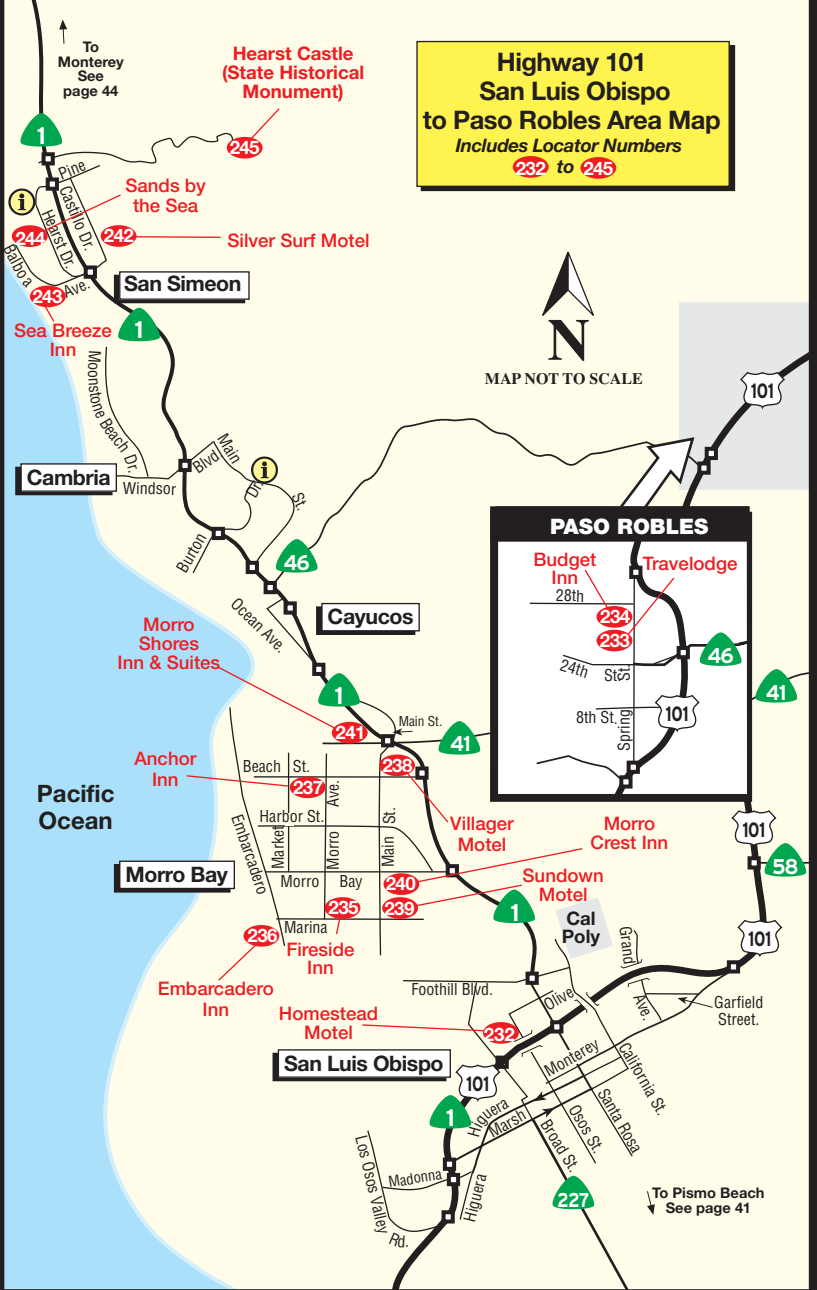 To
Monterey
See
page 44
Hearst Castle
(State Historical
Monument)
245
Highway 101
San Luis Obispo
to Paso Robles Area Map
Includes Locator Numbers
232 to 245
1
Pine
i
Sands by
the Sea
Castillo Dr.
Hearst Dr.
244
242
Silver Surf Motel
Balboa Ave.
243
San Simeon
Sea Breeze
Inn
1
N
MAP NOT TO SCALE
101
Moonstone Beach Dr.
Main St.
i
Cambria
Windsor Blvd.
Burton Dr.
46
Ocean Ave.
Cayucos
PASO ROBLES
Budget
Inn
Travelodge
28th St.
234
233
24th St.
46
8th St.
101
Spring
41
Morro
Shores
Inn & Suites
1
241
Main St.
41
Anchor
Inn
Beach St.
238
237
Pacific
Ocean
Harbor St.
Embarcadero
Market
Morro Ave.
Main St.
Villager
Motel
Morro
Crest Inn
101
58
Morro Bay
Morro Bay
240
Sundown
Motel
235
239
1
Cal
Poly
236
Marina
Fireside
Inn
101
Embarcadero
Inn
Foothill Blvd.
Grand Ave.
Olive
Garfield
Street.
Homestead
Motel
232
San Luis Obispo
101
Monterey
California St.
1
Higuera
Marsh
Broad St.
Osos St.
Santa Rosa
Los Osos Valley Rd.
Madonna
Higuera
227
To Pismo Beach
See page 41